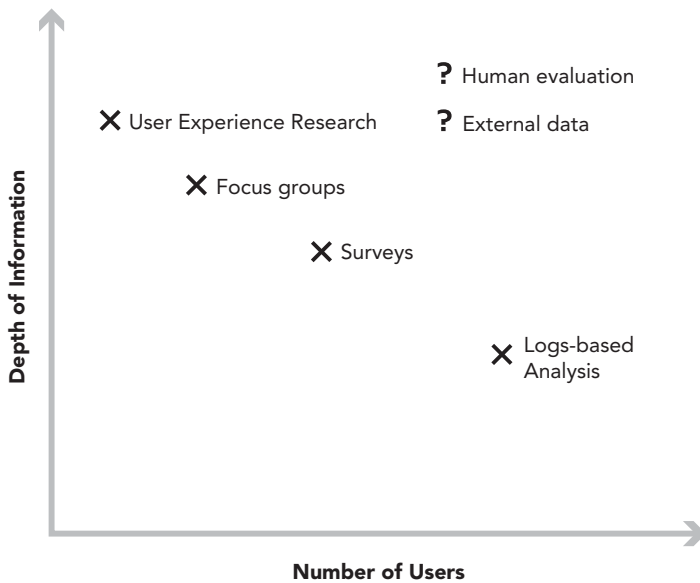 ? Human evaluation
User Experience Research
? External data
Focus groups
Surveys
Logs-based
Analysis
Depth of Information
Number of Users